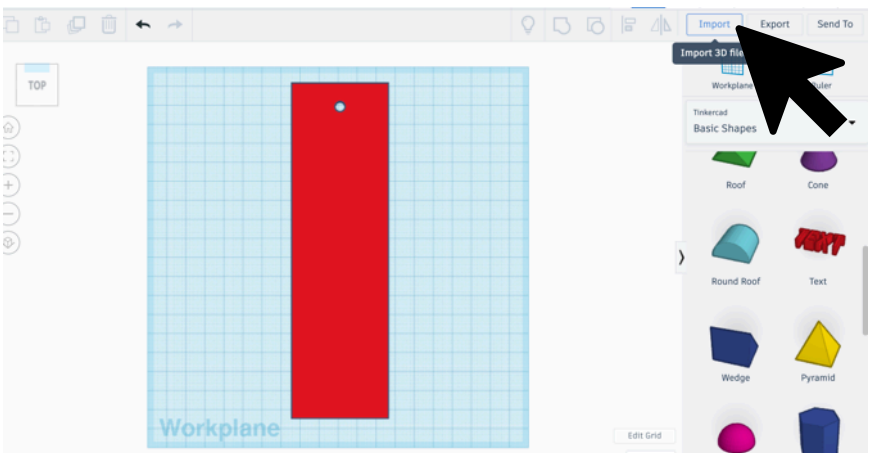 Import
Export
Send To
Import 3D file
TOP
Workplane
Tinkercad
Basic Shapes
Roof
Cone
Round Roof
Text
TEXT
Wedge
Pyramid
Workplane
Edit Grid